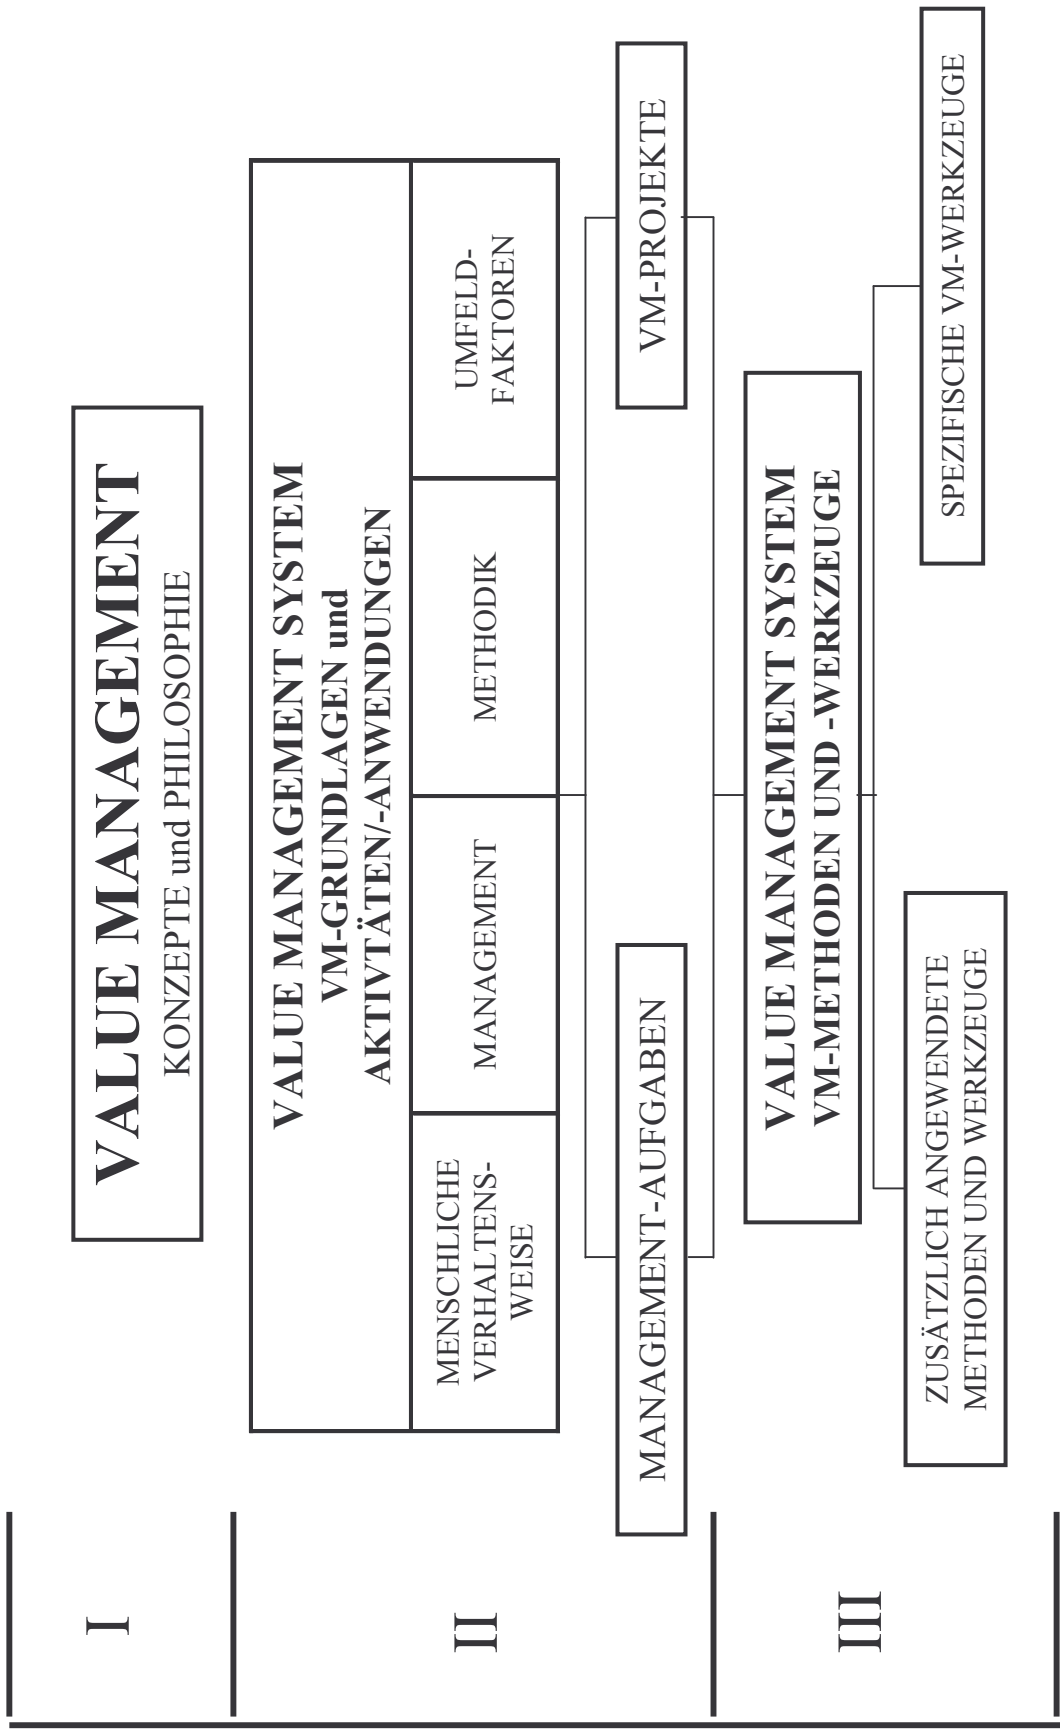 I
VALUE MANAGEMENT
KONZEPTE und PHILOSOPHIE
II
VALUE MANAGEMENT SYSTEM
VM-GRUNDLAGEN und
AKTIVTÄTEN/-ANWENDUNGEN
MENSCHLICHE
VERHALTENS-
WEISE
MANAGEMENT
METHODIK
UMFELD-
FAKTOREN
MANAGEMENT-AUFGABEN
VM-PROJEKTE
III
VALUE MANAGEMENT SYSTEM
VM-METHODEN UND -WERKZEUGE
ZUSÄTZLICH ANGEWENDETE
METHODEN UND WERKZEUGE
SPEZIFISCHE VM-WERKZEUGE